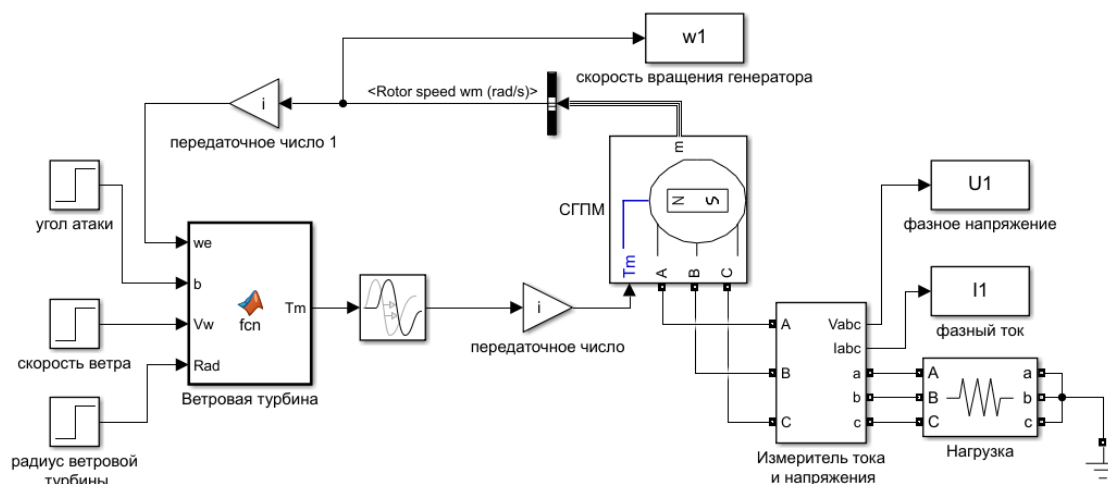 w1
скорость вращения генератора
<Rotor speed wm (rad/s)>
i
передаточное число 1
m
N
S
СГПМ
Tm
A
B
C
угол атаки
we
b
Vw
Rad
fcn
Tm
Ветровая турбина
скорость ветра
радиус ветровой
турбины
i
передаточное число
U1
фазное напряжение
I1
фазный ток
A
B
C
Vabc
Iabc
a
b
c
Измеритель тока
и напряжения
A
B
C
a
b
c
Нагрузка